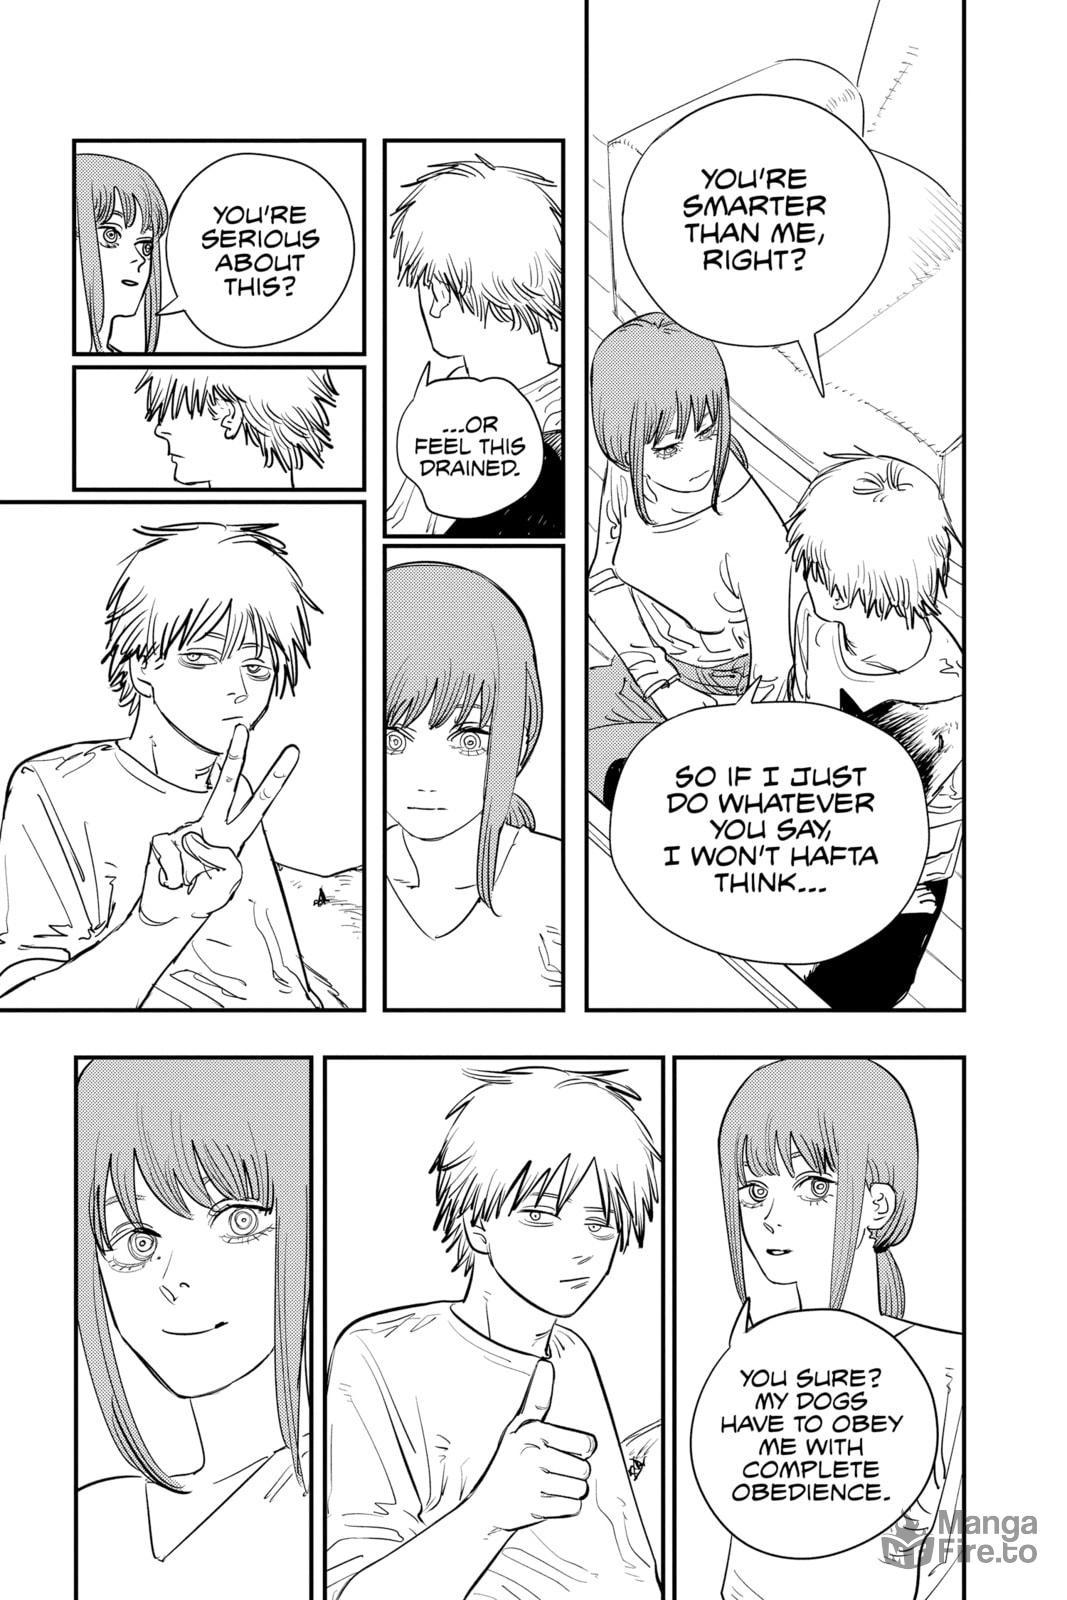 YOU'RE
SMARTER
THAN ME,
RIGHT?
SO IF I JUST
DO WHATEVER
YOU SAY,
I WON'T HAFTA
THINK...
...OR
FEEL THIS
DRAINED.
YOU'RE
SERIOUS
ABOUT
THIS?
YOU SURE?
MY DOGS
HAVE TO OBEY
ME WITH
COMPLETE
OBEDIENCE.
Manga
Fire.to